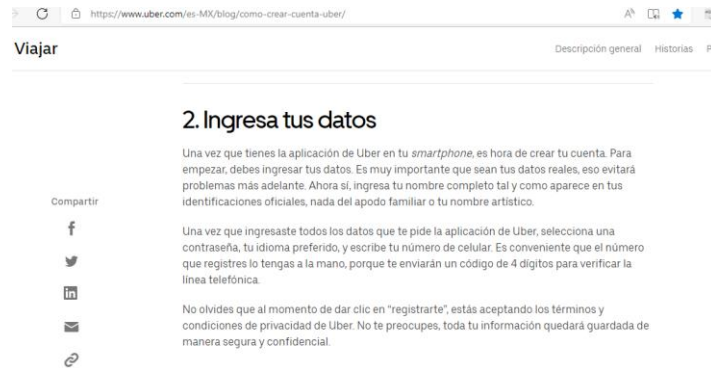 https://www.uber.com/es-MX/blog/como-crear-cuenta-uber/
Viajar
Descripción general Historias
2. Ingresa tus datos
Una vez que tienes la aplicación de Uber en tu smartphone, es hora de crear tu cuenta. Para
empezar, debes ingresar tus datos. Es muy importante que sean tus datos reales, eso evitará
problemas más adelante. Ahora sí, ingresa tu nombre completo tal y como aparece en tus
identificaciones oficiales, nada del apodo familiar o tu nombre artístico.
Compartir
Una vez que ingresaste todos los datos que te pide la aplicación de Uber, selecciona una
contraseña, tu idioma preferido, y escribe tu número de celular. Es conveniente que el número
que registres lo tengas a la mano, porque te enviarán un código de 4 dígitos para verificar la
línea telefónica.
No olvides que al momento de dar clic en "registrarte", estás aceptando los términos y
condiciones de privacidad de Uber. No te preocupes, toda tu información quedará guardada de
manera segura y confidencial.